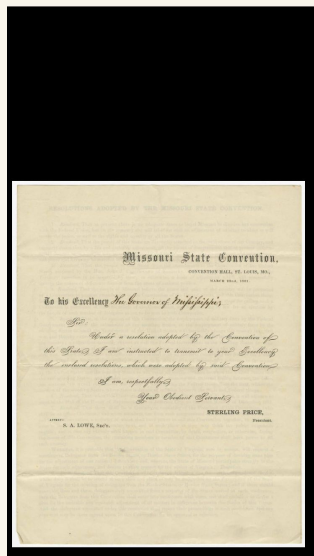 Missouri State Convention,
CONVENTION HALL, ST. LOUIS, MO.,
MARCH
To his Excellency The Governor of Mississippi,
Sir:
Under a resolution adopted by the Convention of
this State, I am instructed to transmit to your Excellency
the enclosed resolutions, which were adopted by said Convention.
I am, respectfully,
Your Obedient Servant,
STERLING PRICE,
President.
ATTEST:
S. A. LOWE, Sec'y.